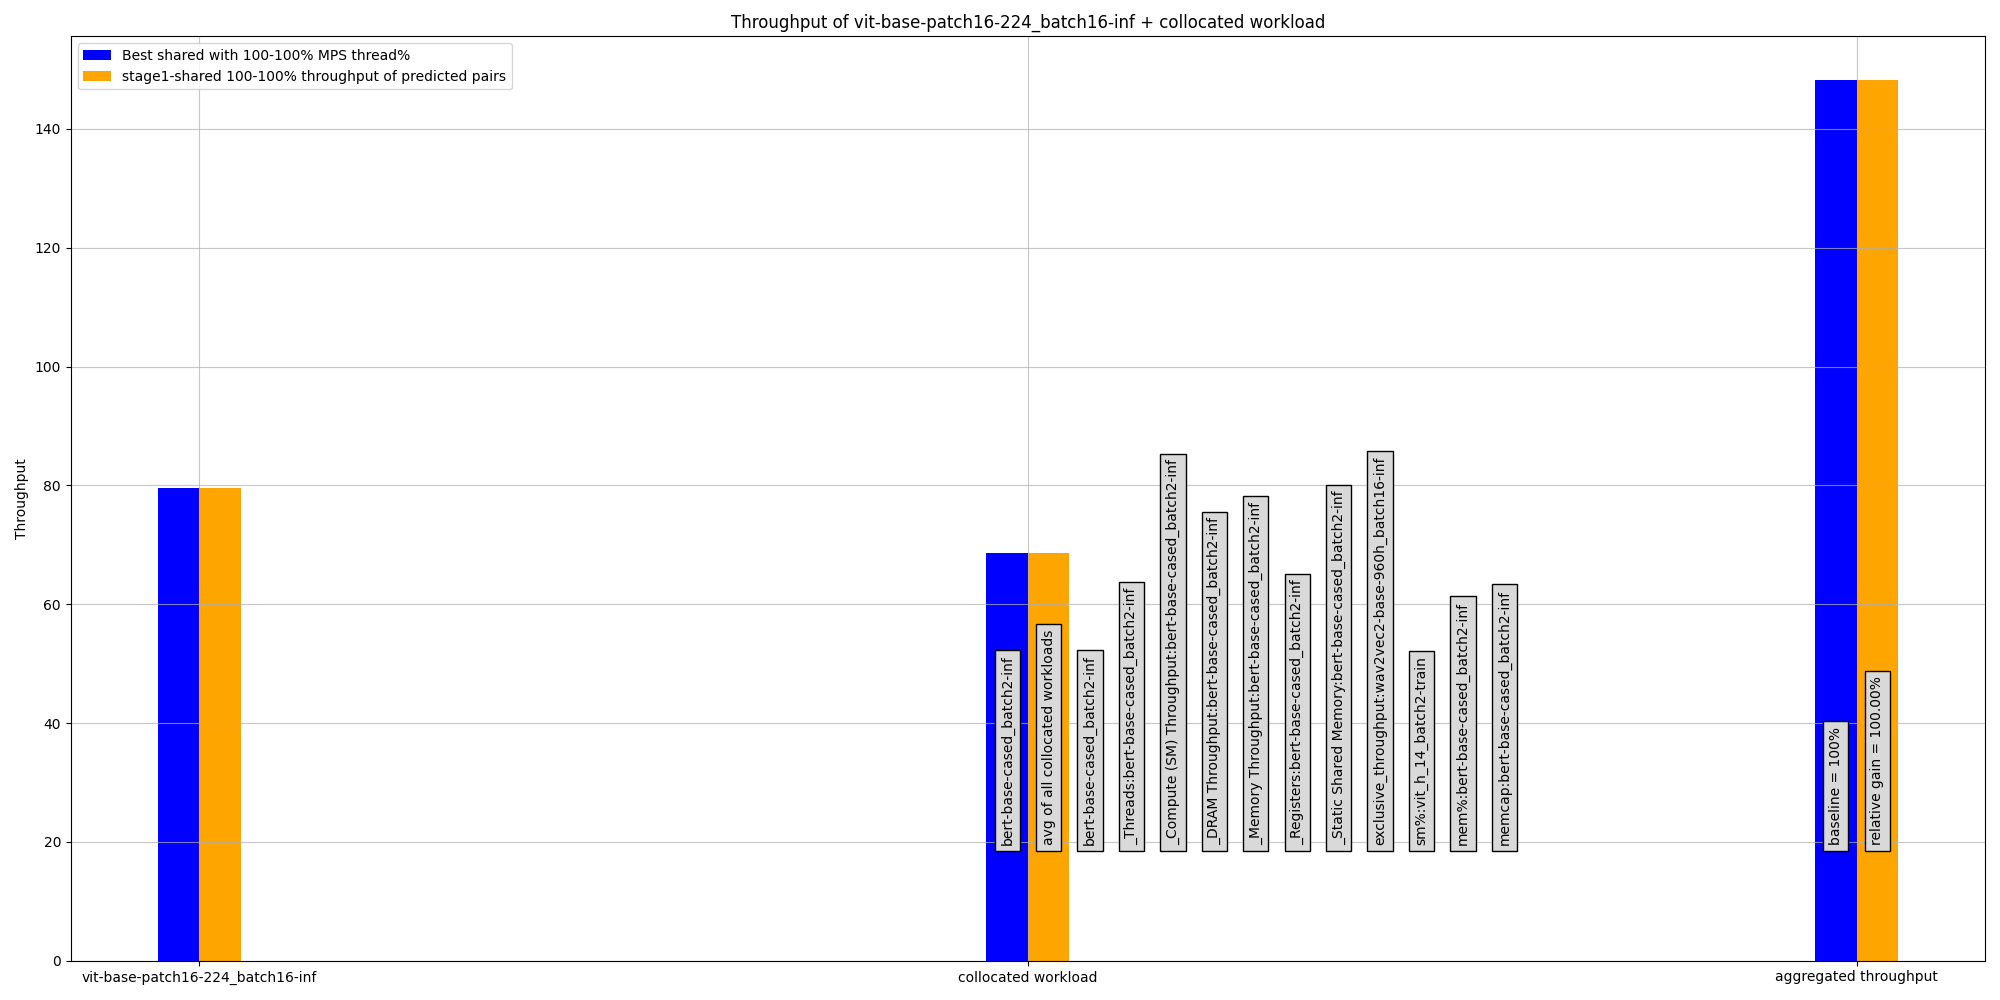 Throughput of vit-base-patch16-224_batch16-inf + collocated workload
Best shared with 100-100% MPS thread%
stage1-shared 100-100% throughput of predicted pairs
Throughput
140
120
100
80
60
40
20
0
bert-base-cased_batch2-inf
avg of all collocated workloads
bert-base-cased_batch2-inf
_Threads:bert-base-cased_batch2-inf
_Compute (SM) Throughput:bert-base-cased_batch2-inf
_DRAM Throughput:bert-base-cased_batch2-inf
_Memory Throughput:bert-base-cased_batch2-inf
_Registers:bert-base-cased_batch2-inf
_Static Shared Memory:bert-base-cased_batch2-inf
exclusive_throughput:wav2vec2-base-960h_batch16-inf
sm%:vit_h_14_batch2-train
mem%:bert-base-cased_batch2-inf
memcap:bert-base-cased_batch2-inf
baseline = 100%
relative gain = 100.00%
vit-base-patch16-224_batch16-inf
collocated workload
aggregated throughput